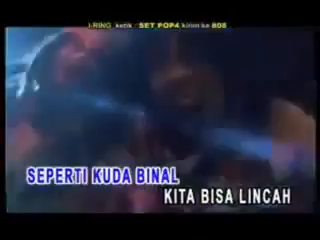 I-RING ketik : SET POP4 kirim ke 808
SEPERTI KUDA BINAL
KITA BISA LINCAH